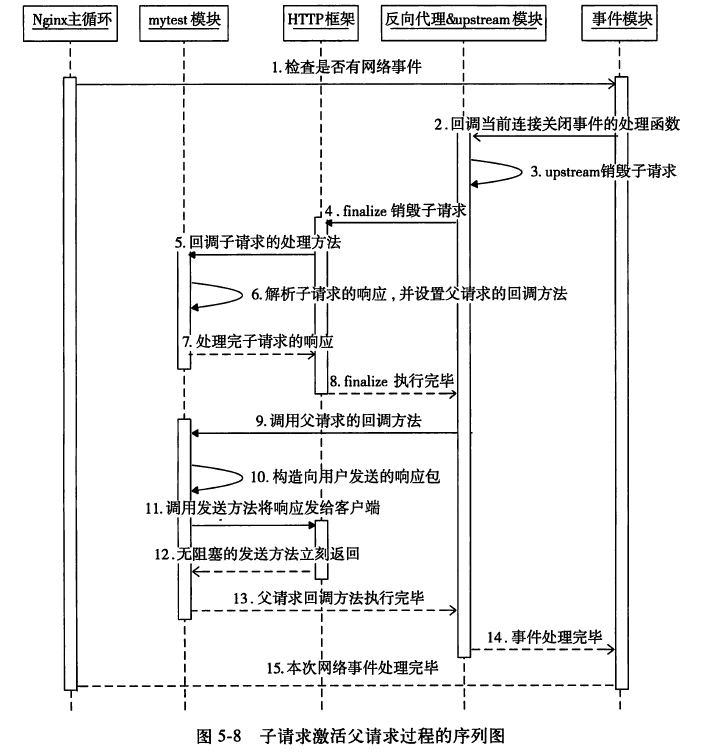 Nginx主循环
mytest 模块
HTTP框架
反向代理&upstream模块
事件模块
1.检查是否有网络事件
2.回调当前连接关闭事件的处理函数
3.upstream销毁子请求
4.finalize 销毁子请求
5.回调子请求的处理方法
6.解析子请求的响应,并设置父请求的回调方法
7.处理完子请求的响应
8.finalize 执行完毕
9.调用父请求的回调方法
10.构造向用户发送的响应包
11.调用发送方法将响应发给客户端
12.无阻塞的发送方法立刻返回
13.父请求回调方法执行完毕
14.事件处理完毕
15.本次网络事件处理完毕
图 5-8 子请求激活父请求过程的序列图